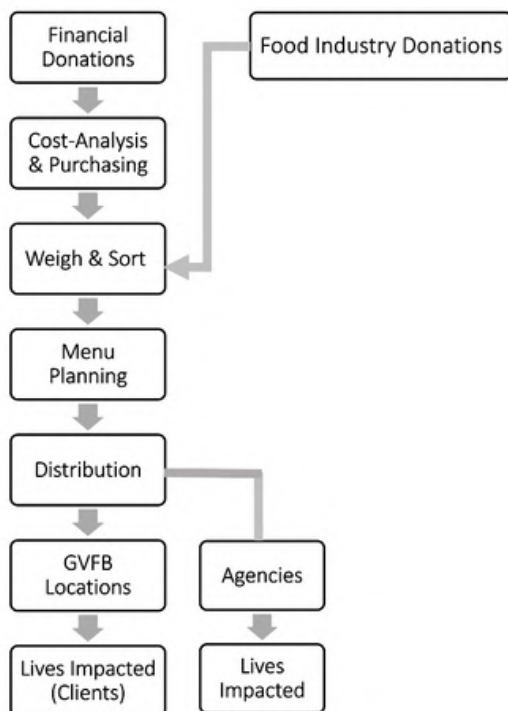 Financial
Donations
Food Industry Donations
Cost-Analysis
& Purchasing
Weigh & Sort
Menu
Planning
Distribution
GVFB
Locations
Agencies
Lives Impacted
(Clients)
Lives
Impacted